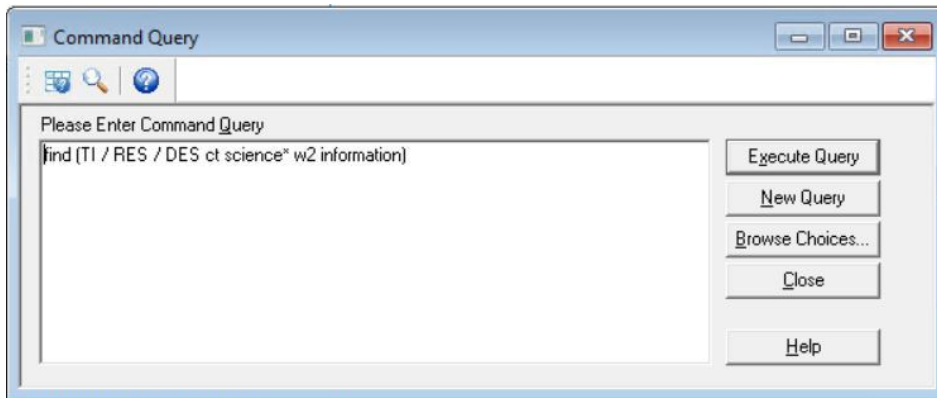 Command Query
Please Enter Command Query
find (TI / RES / DES ct science* w2 information)
Execute Query
New Query
Browse Choices...
Close
Help